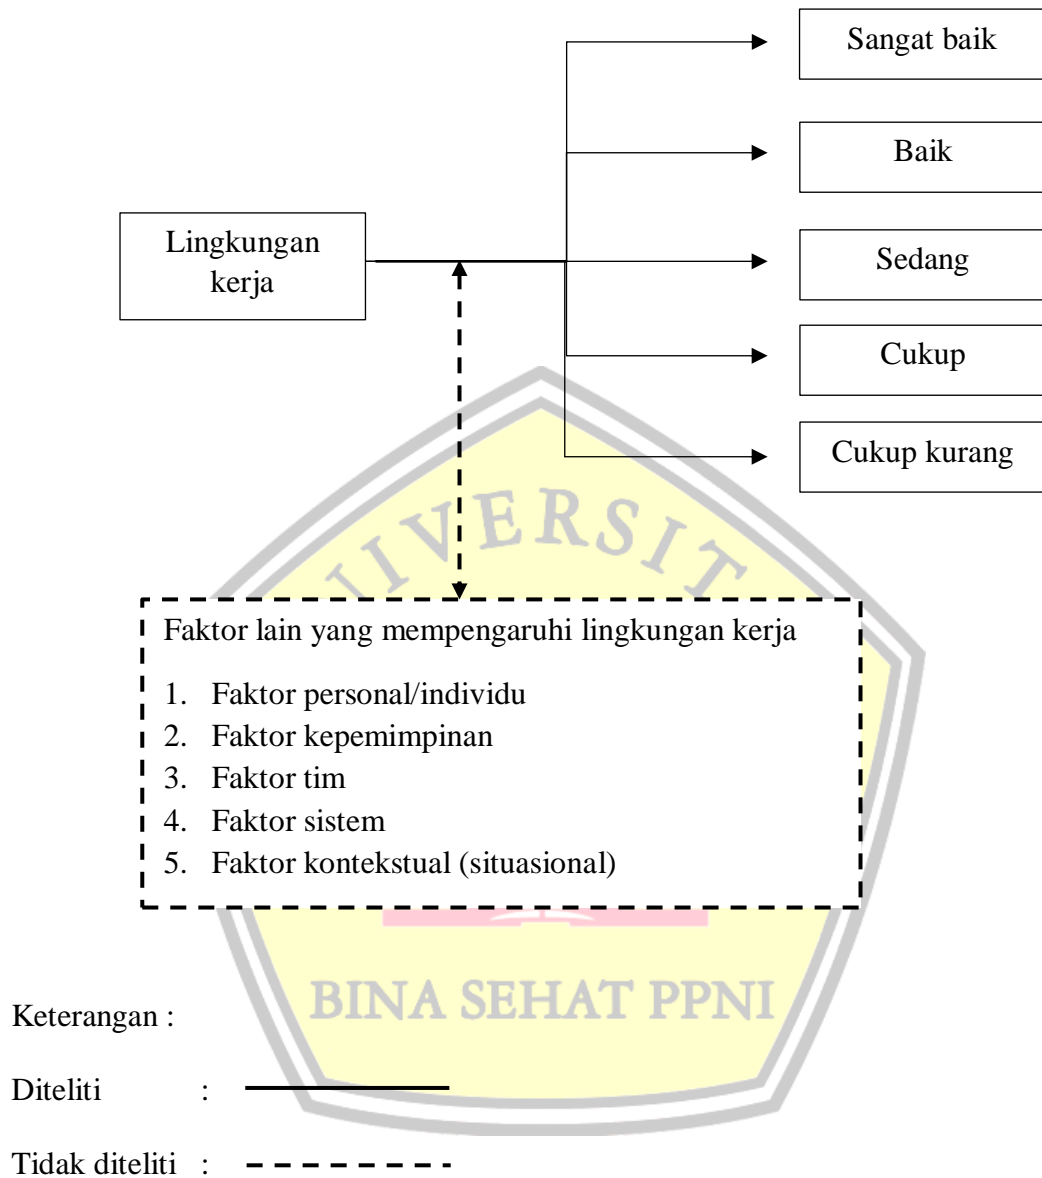 Sangat baik
Baik
Lingkungan
kerja
Sedang
Cukup
Cukup kurang
Faktor lain yang mempengaruhi lingkungan kerja
1. Faktor personal/individu
2. Faktor kepemimpinan
3. Faktor tim
4. Faktor sistem
5. Faktor kontekstual (situasional)
BINA SEHAT PPNI
Keterangan :
Diteliti :
Tidak diteliti :